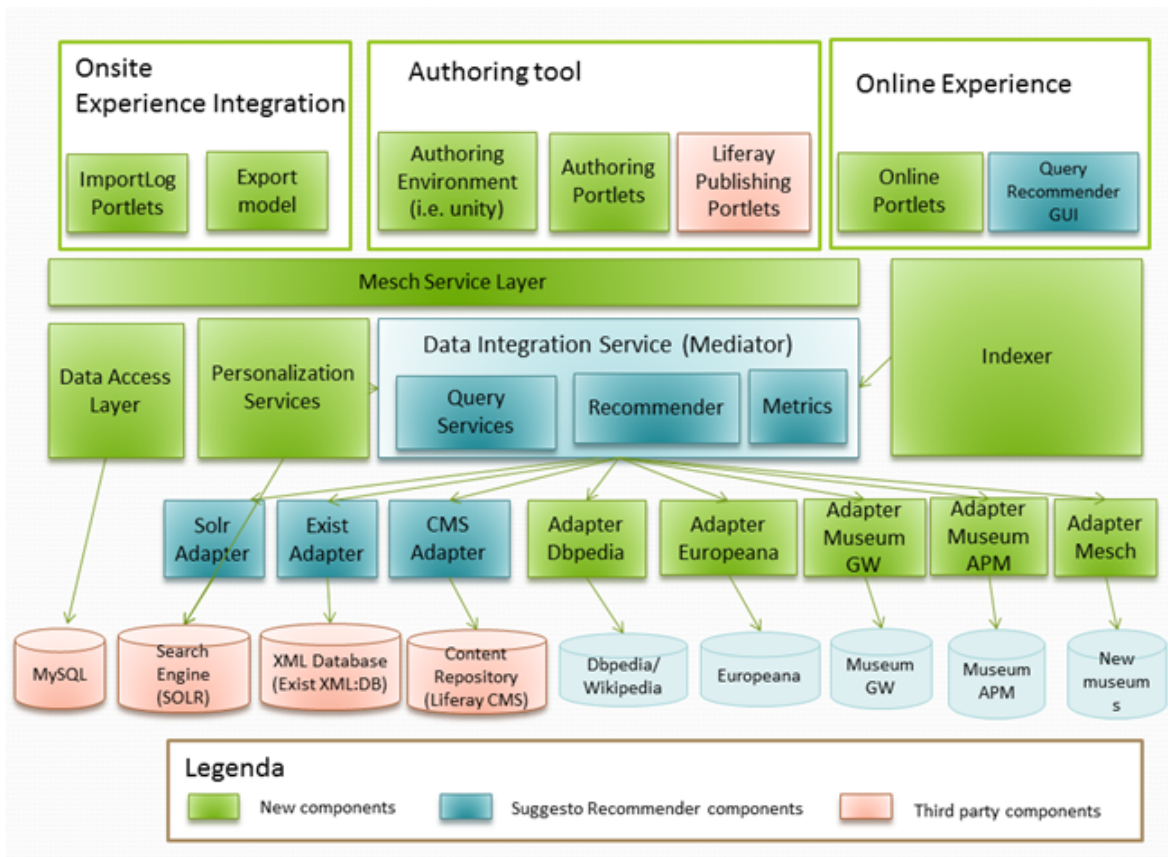 Onsite
Experience Integration
ImportLog
Portlets
Export
model
Authoring tool
Authoring
Environment
(i.e. unity)
Authoring
Portlets
Liferay
Publishing
Portlets
Online Experience
Online
Portlets
Query
Recommender
GUI
Mesch Service Layer
Data Access
Layer
Personalization
Services
Data Integration Service (Mediator)
Query
Services
Recommender
Metrics
Indexer
Solr
Adapter
Exist
Adapter
CMS
Adapter
Adapter
Dbpedia
Adapter
Europeana
Adapter
Museum
GW
Adapter
Museum
APM
Adapter
Mesch
MySQL
Search
Engine
(SOLR)
XML Database
(Exist XML:DB)
Content
Repository
(Liferay CMS)
Dbpedia/
Wikipedia
Europeana
Museum
GW
Museum
APM
New
museum
s
Legenda
New components
Suggesto Recommender components
Third party components